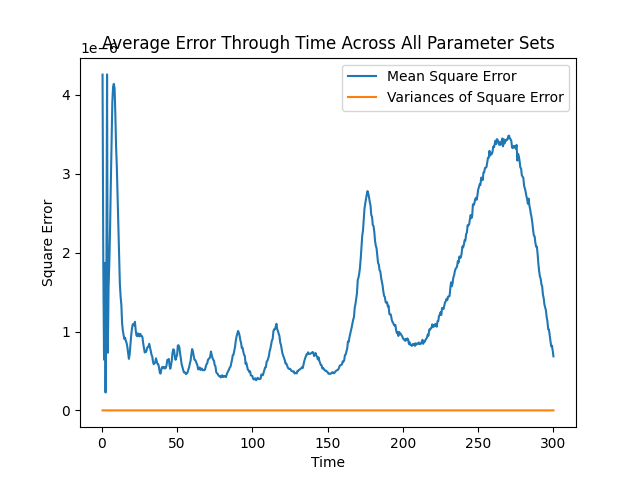 Average Error Through Time Across All Parameter Sets
1e−6
Mean Square Error
Variances of Square Error
4
3
2
1
0
Square Error
0
50
100
150
200
250
300
Time